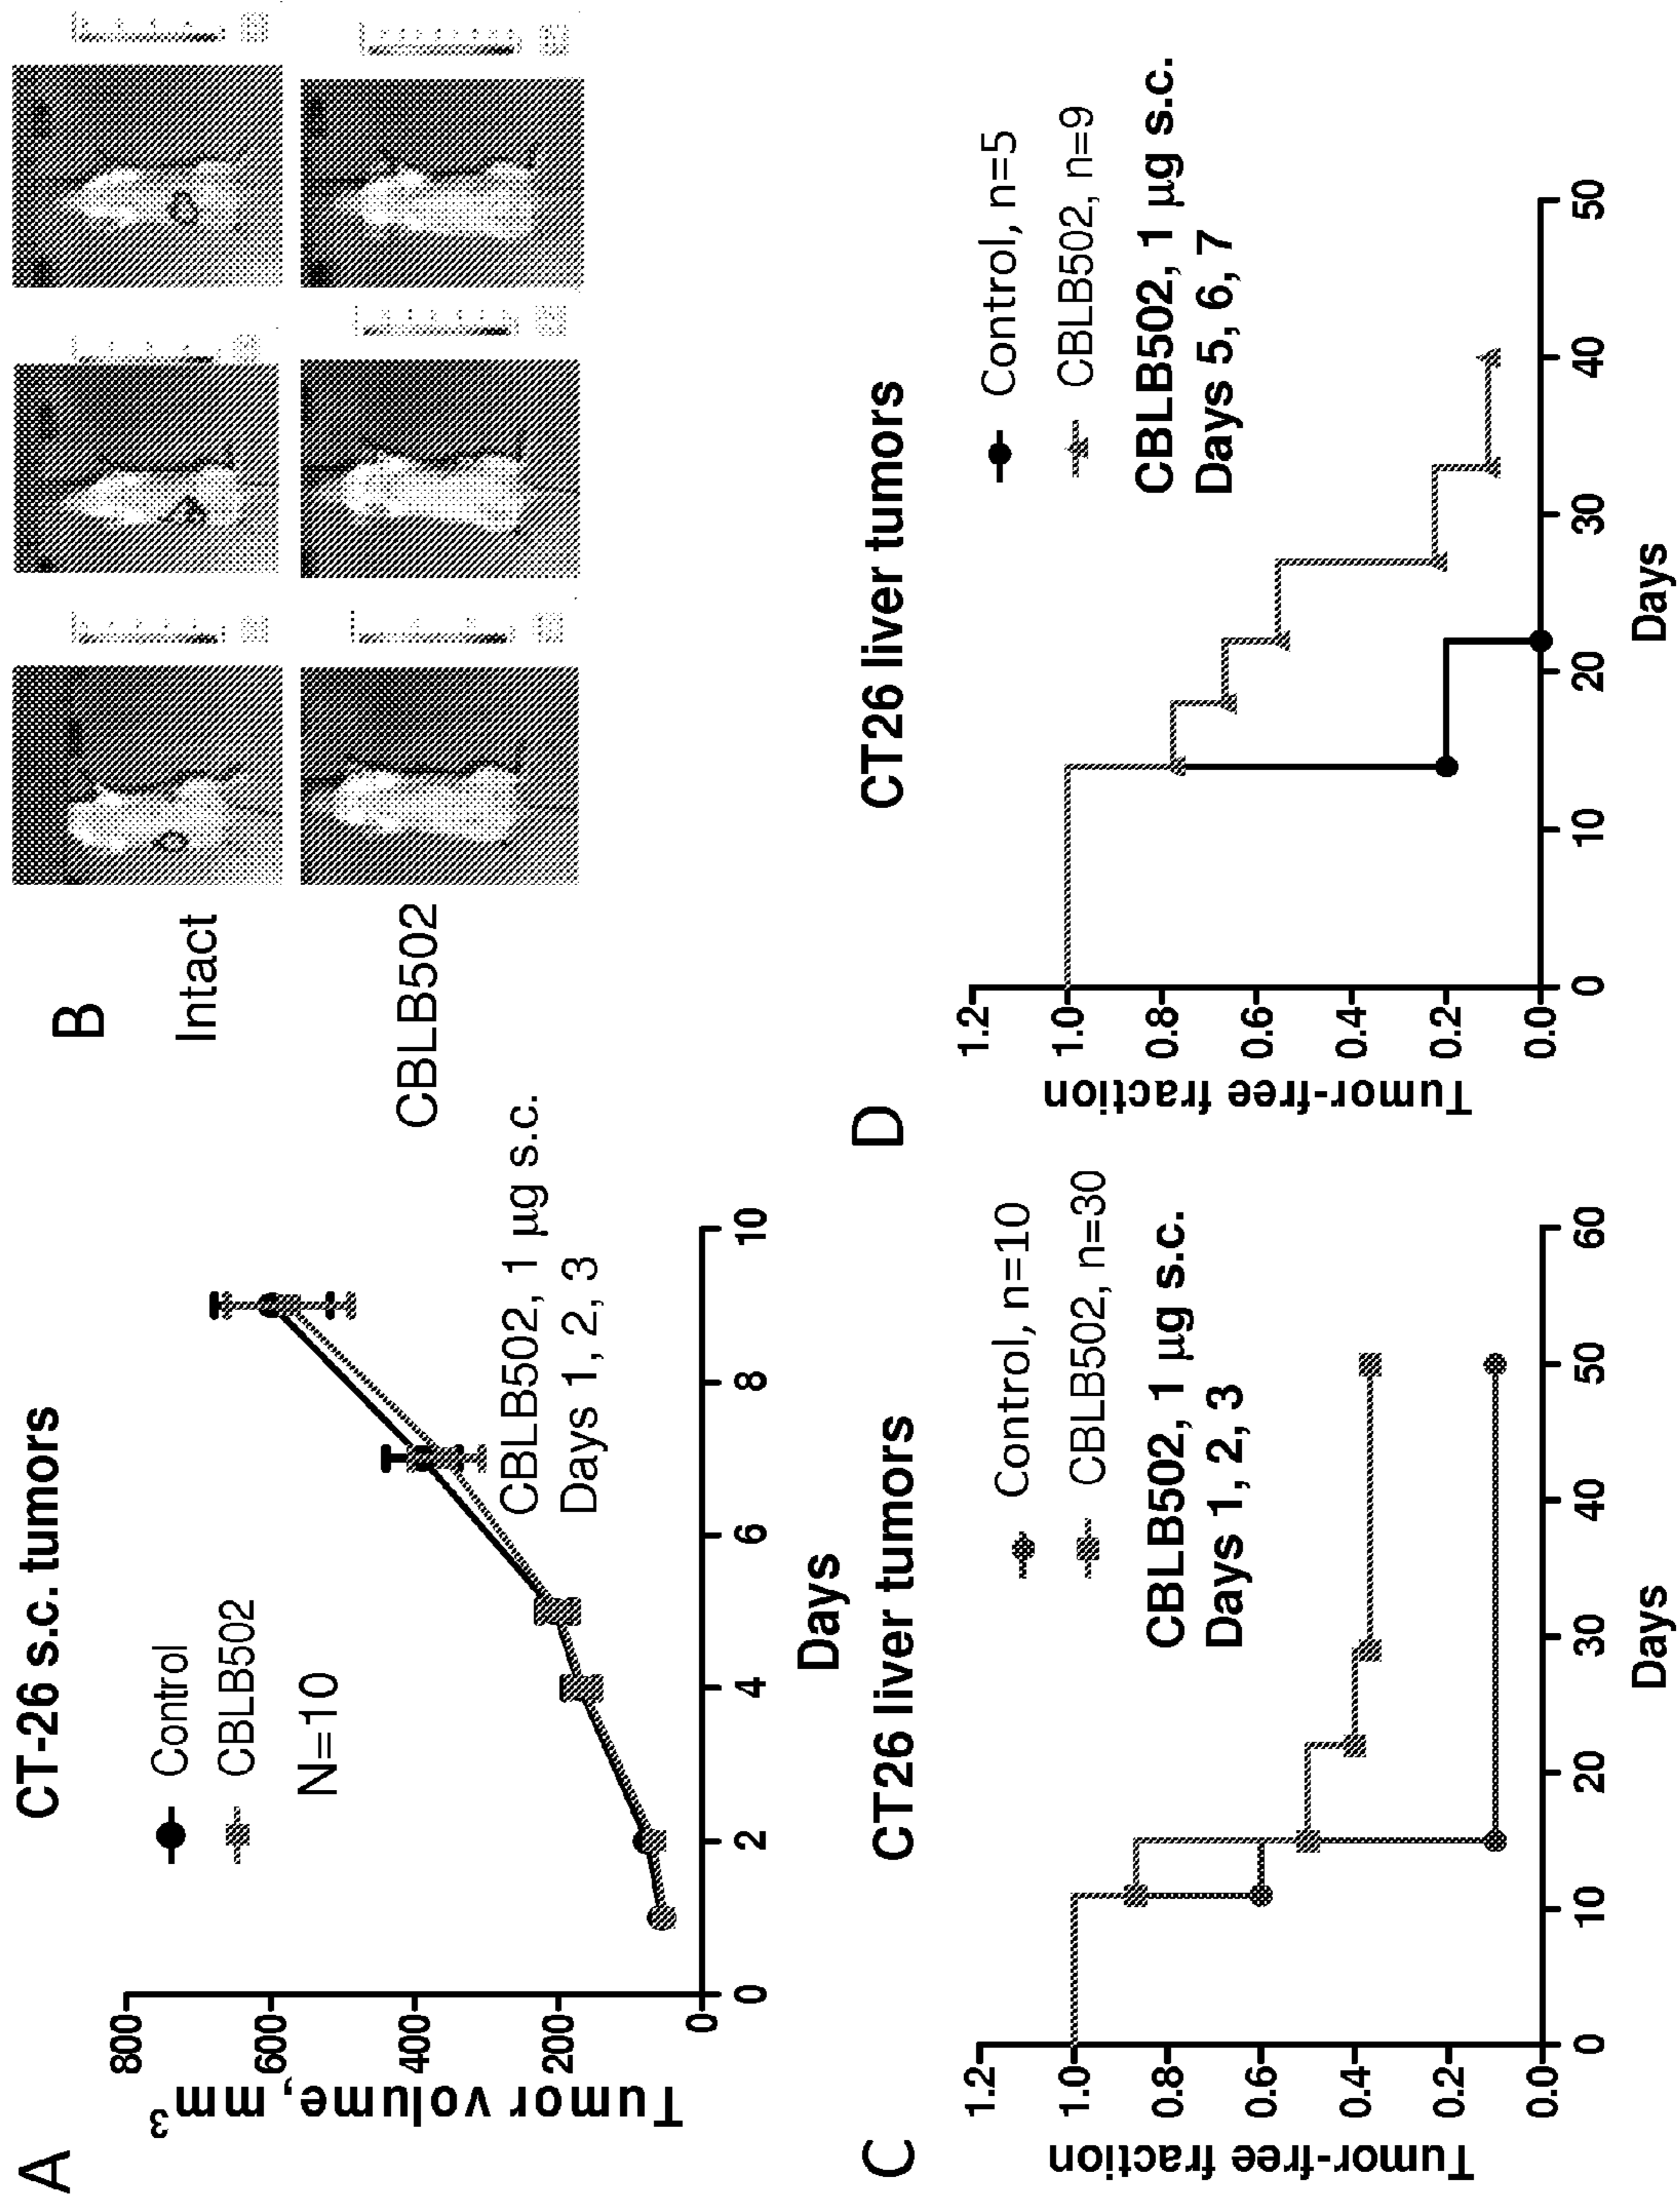 A
CT-26 s.c. tumors
Control
CBLB502
N=10
CBLB502, 1 µg s.c.
Days 1, 2, 3
Tumor volume, mm³
800
600
400
200
0
0 2 4 6 8 10
Days
B
Intact
CBLB502
C
CT26 liver tumors
Control, n=10
CBLB502, n=30
CBLB502, 1 µg s.c.
Days 1, 2, 3
Tumor-free fraction
1.2
1.0
0.8
0.6
0.4
0.2
0.0
0 10 20 30 40 50 60
Days
D
CT26 liver tumors
Control, n=5
CBLB502, n=9
CBLB502, 1 µg s.c.
Days 5, 6, 7
Tumor-free fraction
1.2
1.0
0.8
0.6
0.4
0.2
0.0
0 10 20 30 40 50
Days